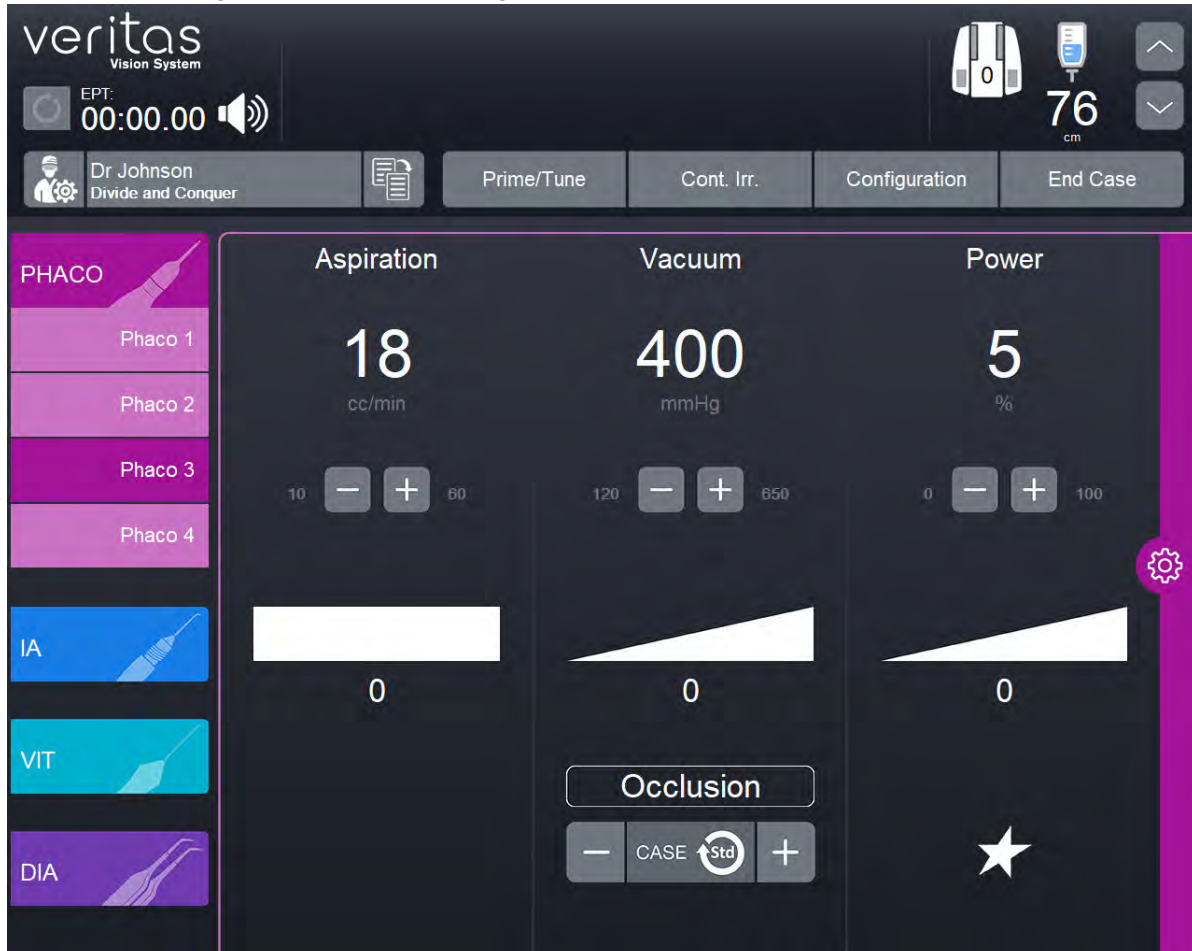 veritas
Vision System
EPT:
00:00.00
0
76
cm
Dr Johnson
Divide and Conquer
Prime/Tune
Cont. Irr.
Configuration
End Case
PHACO
Phaco 1
Phaco 2
Phaco 3
Phaco 4
IA
VIT
DIA
Aspiration
18
cc/min
10 − + 60
0
Vacuum
400
mmHg
120 − + 650
0
Occlusion
− CASE Std +
Power
5
%
0 − + 100
0